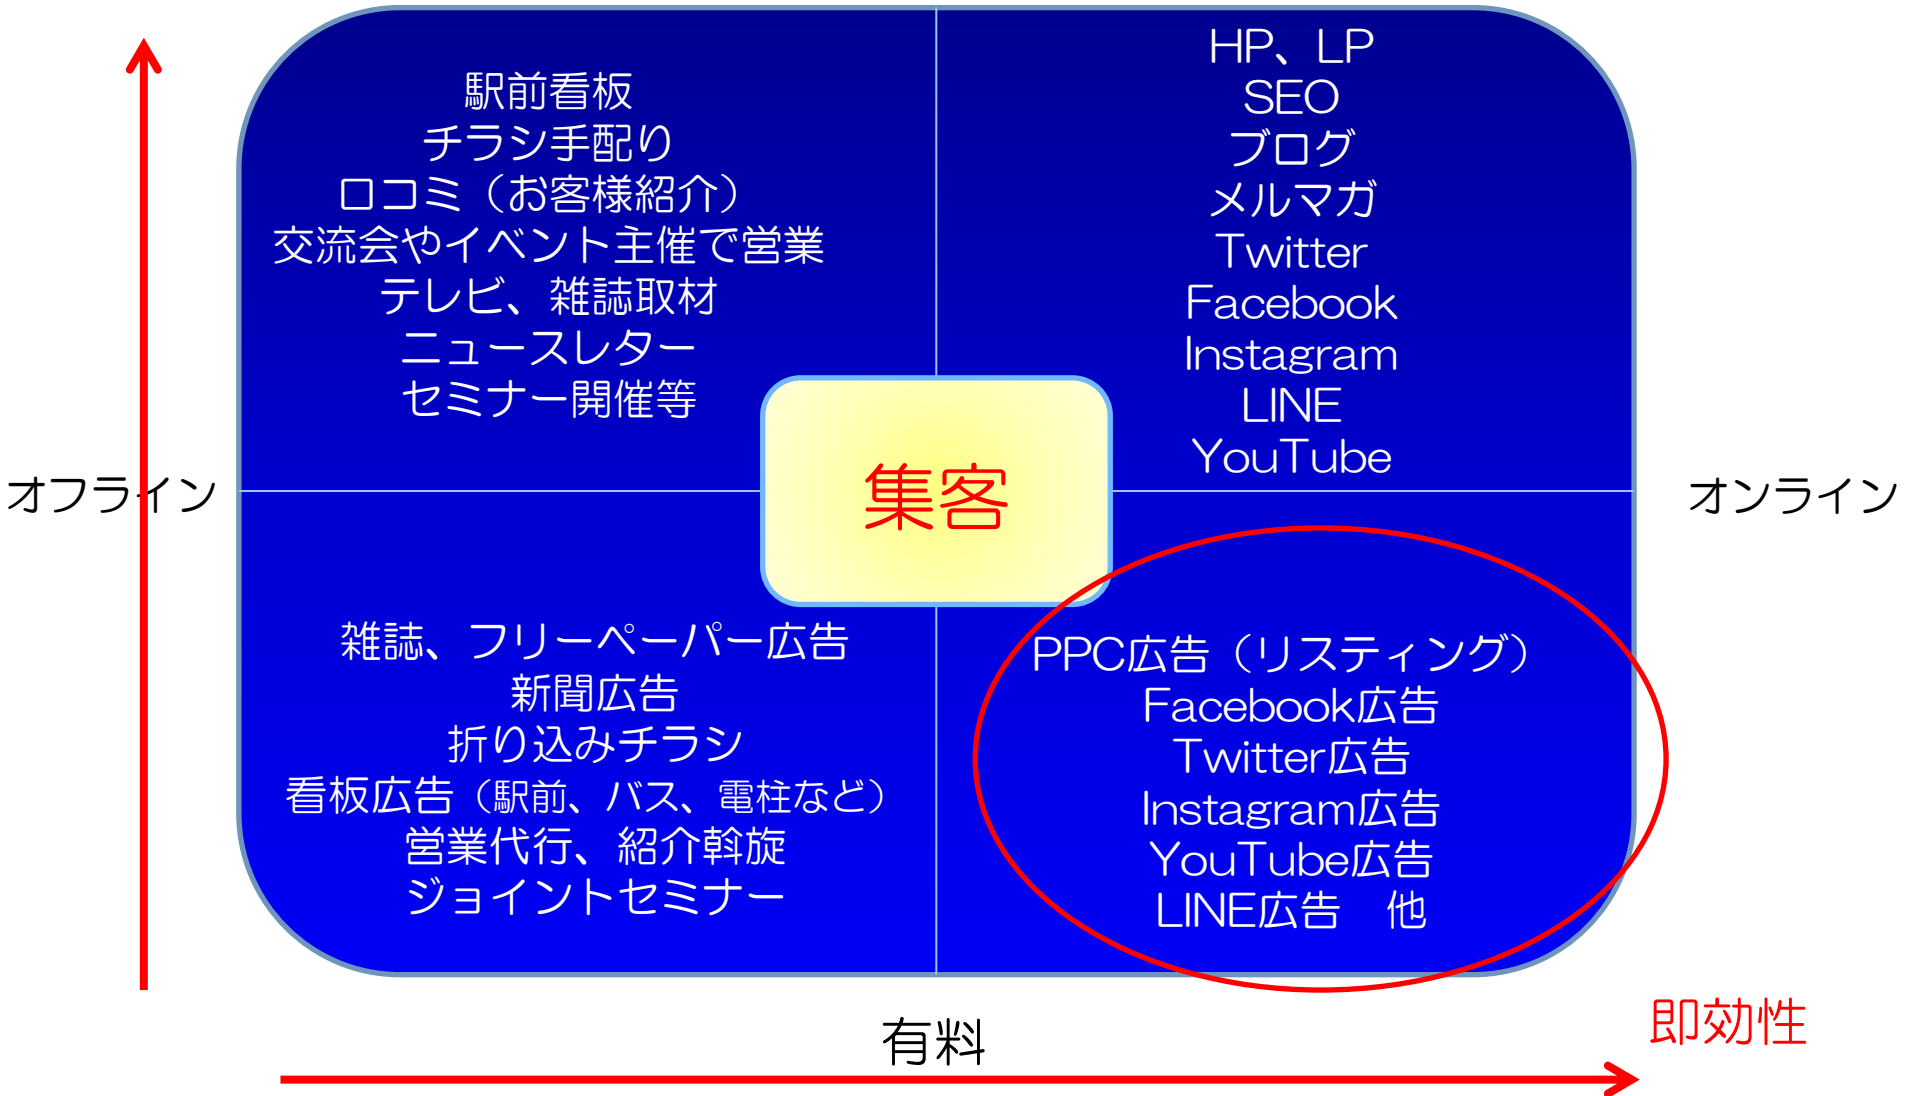 駅前看板
チラシ手配り
口コミ（お客様紹介）
交流会やイベント主催で営業
テレビ、雑誌取材
ニュースレター
セミナー開催等
HP、LP
SEO
ブログ
メルマガ
Twitter
Facebook
Instagram
LINE
YouTube
オフライン
集客
オンライン
雑誌、フリーペーパー広告
新聞広告
折り込みチラシ
看板広告（駅前、バス、電柱など）
営業代行、紹介斡旋
ジョイントセミナー
PPC広告（リスティング）
Facebook広告
Twitter広告
Instagram広告
YouTube広告
LINE広告　他
有料
即効性